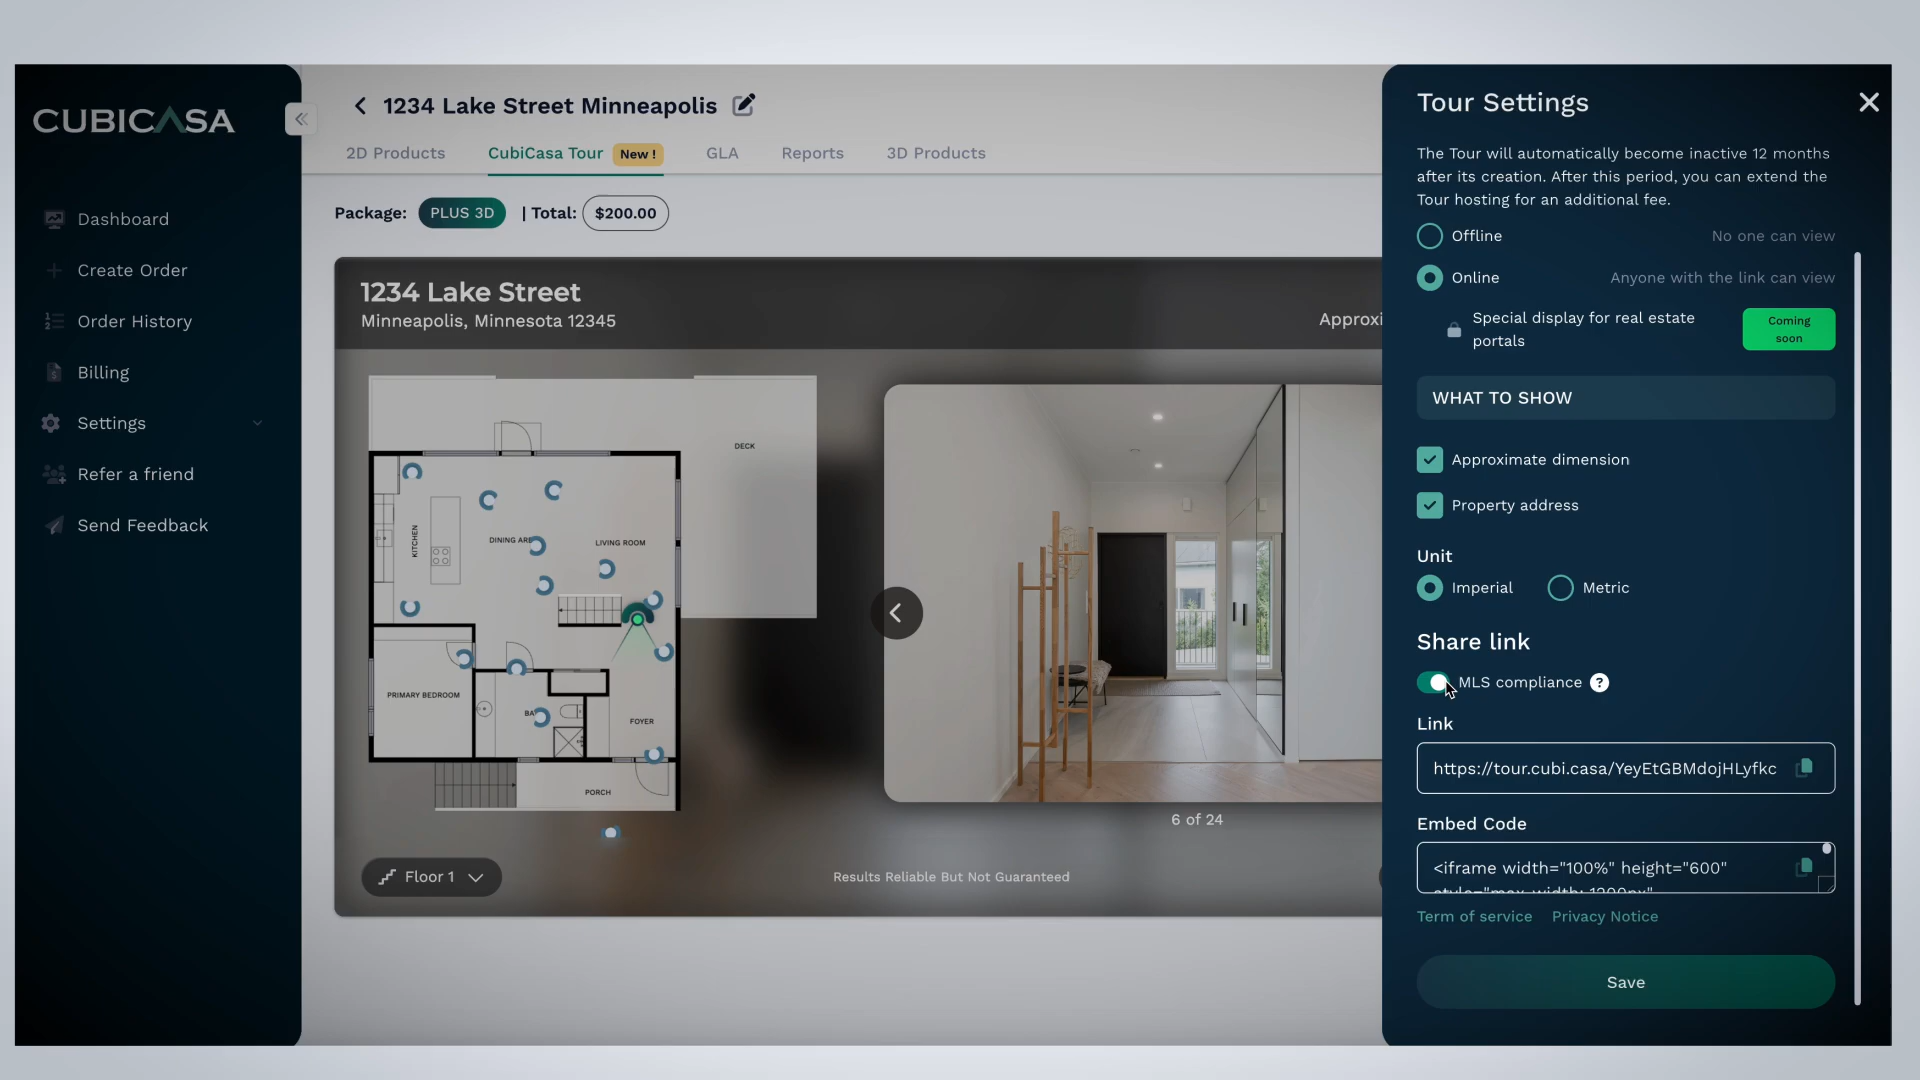 CUBICASA
Dashboard
Create Order
Order History
Billing
Settings
Refer a friend
Send Feedback
1234 Lake Street Minneapolis
2D Products
CubiCasa Tour New !
GLA
Reports
3D Products
Package: PLUS 3D | Total: $200.00
1234 Lake Street
Minneapolis, Minnesota 12345
Approxi
DECK
KITCHEN
DINING ARE
LIVING ROOM
PRIMARY BEDROOM
BA
FOYER
PORCH
6 of 24
Floor 1
Results Reliable But Not Guaranteed
Tour Settings
The Tour will automatically become inactive 12 months
after its creation. After this period, you can extend the
Tour hosting for an additional fee.
Offline No one can view
Online Anyone with the link can view
Special display for real estate
portals
Coming
soon
WHAT TO SHOW
Approximate dimension
Property address
Unit
Imperial
Metric
Share link
MLS compliance ?
Link
https://tour.cubi.casa/YeyEtGBMdojHLyfkc
Embed Code
<iframe width="100%" height="600"
style="max-width: 1200px"
Term of service Privacy Notice
Save